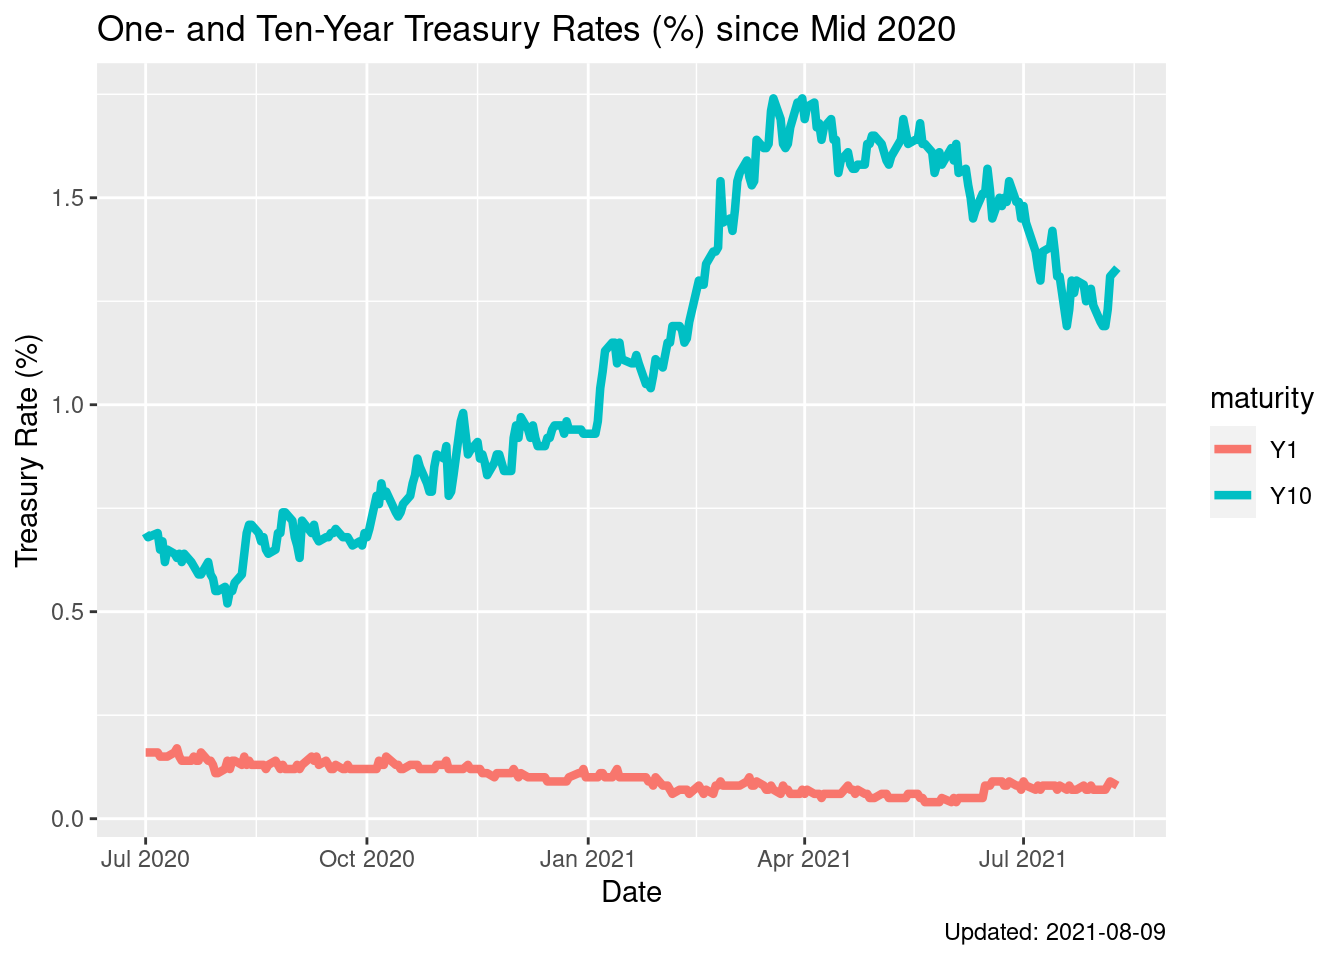 One- and Ten-Year Treasury Rates (%) since Mid 2020
Treasury Rate (%)
1.5
1.0
0.5
0.0
Jul 2020 Oct 2020 Jan 2021 Apr 2021 Jul 2021
Date
maturity
Y1
Y10
Updated: 2021-08-09